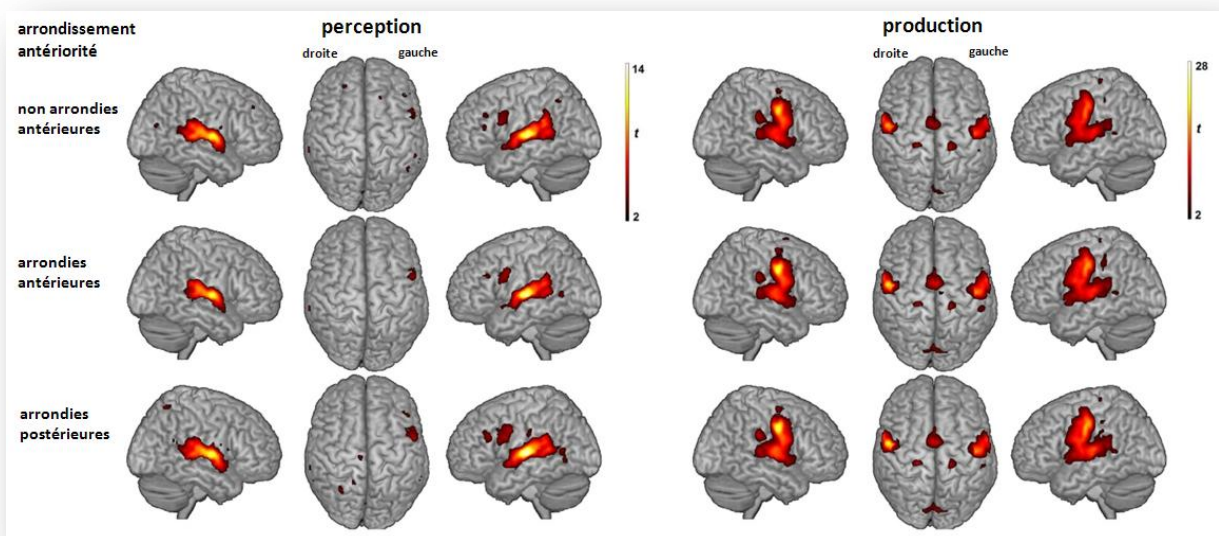 arrondissement
antériorité
perception
droite
gauche
production
droite
gauche
non arrondies
antérieures
14
t
2
28
t
2
arrondies
antérieures
arrondies
postérieures